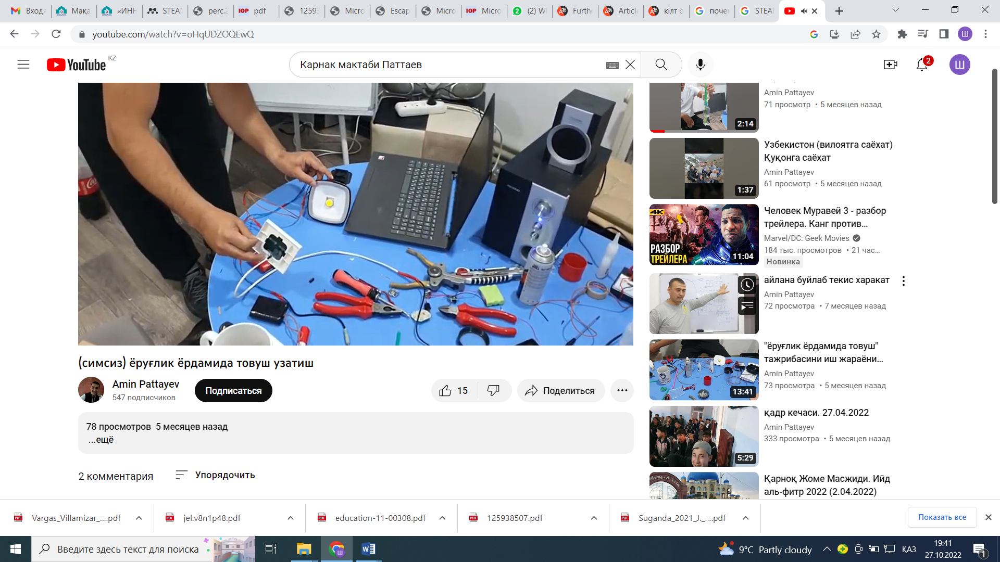 Входя
Мақа
«ИНН
STEAM
perc.2
pdf
1259
Micro
Escap
Micro
Micro
(2) W
Furthe
Article
кілт с
почем
STEAM
youtube.com/watch?v=oHqUDZOQEwQ
Ш
YouTube KZ
Карнак мактаби Паттаев
2
Ш
Amin Pattayev
71 просмотр • 5 месяцев назад
2:14
Узбекистон (вилоятга саёхат)
Қуқонга саёхат
Amin Pattayev
61 просмотр • 5 месяцев назад
1:37
Человек Муравей 3 - разбор
трейлера. Канг против...
Marvel/DC: Geek Movies
184 тыс. просмотров • 21 час...
Новинка
4K
РАЗБОР
ТРЕЙЛЕРА
11:04
айлана буйлаб текис харакат
Amin Pattayev
72 просмотра • 7 месяцев назад
"ёруғлик ёрдамида товуш"
тажрибасини иш жараёни...
Amin Pattayev
73 просмотра • 5 месяцев назад
13:41
қадр кечаси. 27.04.2022
Amin Pattayev
333 просмотра • 5 месяцев назад
5:29
Қарноқ Жоме Масжиди. Ийд
аль-фитр 2022 (2.04.2022)
(симсиз) ёруғлик ёрдамида товуш узатиш
Amin Pattayev
547 подписчиков
Подписаться
15
Поделиться
78 просмотров 5 месяцев назад
...ещё
2 комментария
Упорядочить
Vargas_Villamizar_....pdf
jel.v8n1p48.pdf
education-11-00308.pdf
125938507.pdf
Suganda_2021_J._....pdf
Показать все
Введите здесь текст для поиска
9°C Partly cloudy
ҚАЗ
19:41
27.10.2022
1